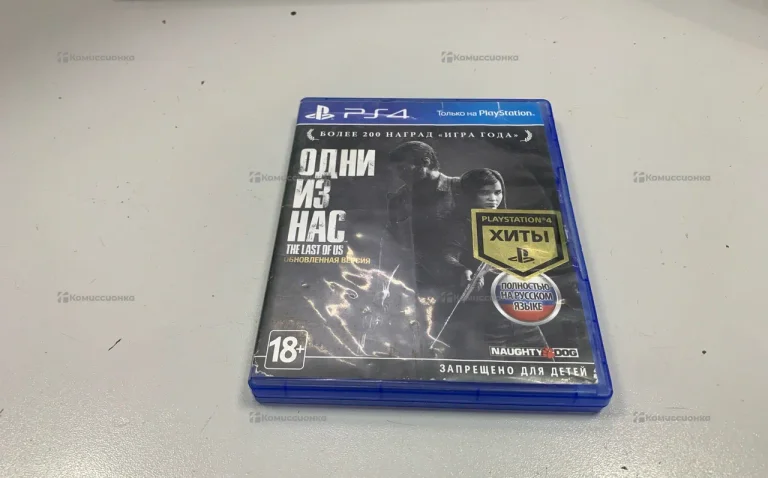 Комиссионка
Комиссионка
PS4
Только на PlayStation.
БОЛЕЕ 200 НАГРАД «ИГРА ГОДА»
ОДНИ
ИЗ
НАС
THE LAST OF US
ОБНОВЛЕННАЯ ВЕРСИЯ
Комиссионка
Комиссионка
PLAYSTATION®4
ХИТЫ
ПОЛНОСТЬЮ
НА РУССКОМ
ЯЗЫКЕ
Комиссионка
Комиссионка
18+
NAUGHTY DOG
ЗАПРЕЩЕНО ДЛЯ ДЕТЕЙ
Комиссионка
Комиссионка